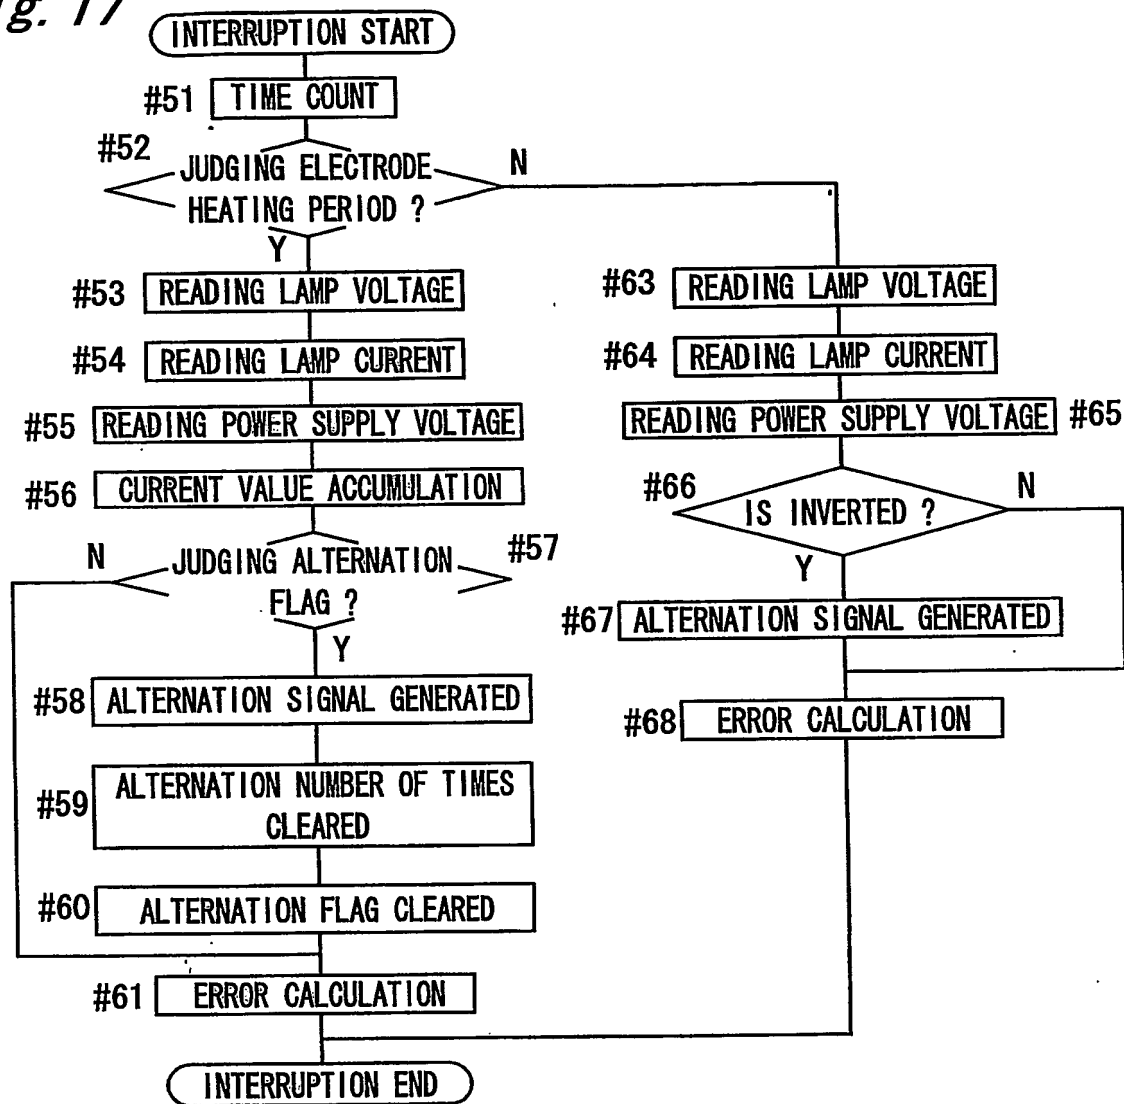 g. 17
INTERRUPTION START
#51 TIME COUNT
#52
JUDGING ELECTRODE
HEATING PERIOD ?
N
Y
#53 READING LAMP VOLTAGE
#54 READING LAMP CURRENT
#55 READING POWER SUPPLY VOLTAGE
#56 CURRENT VALUE ACCUMULATION
N
JUDGING ALTERNATION
FLAG ?
#57
Y
#58 ALTERNATION SIGNAL GENERATED
#59 ALTERNATION NUMBER OF TIMES
CLEARED
#60 ALTERNATION FLAG CLEARED
#61 ERROR CALCULATION
#63 READING LAMP VOLTAGE
#64 READING LAMP CURRENT
READING POWER SUPPLY VOLTAGE #65
#66
IS INVERTED ?
N
Y
#67 ALTERNATION SIGNAL GENERATED
#68 ERROR CALCULATION
INTERRUPTION END